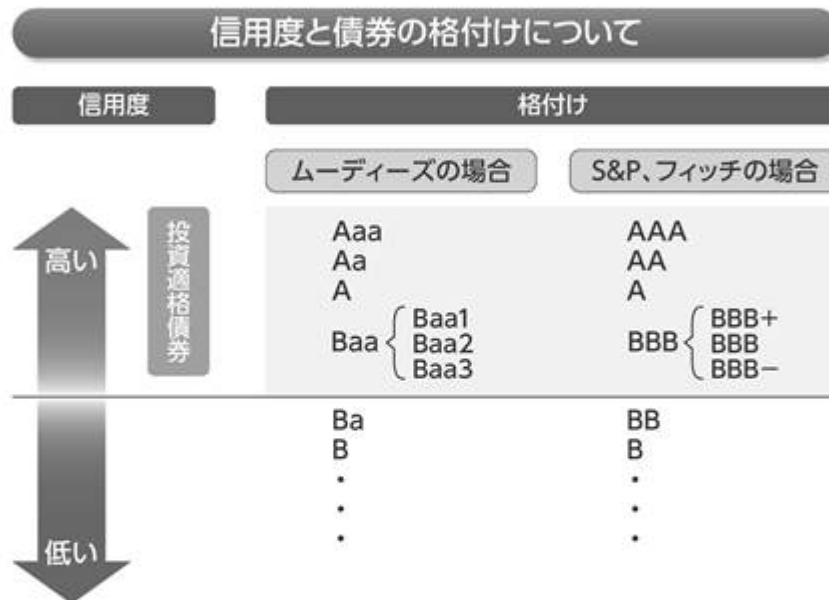 信用度と債券の格付けについて
信用度
格付け
ムーディーズの場合
S&P、フィッチの場合
高い
投資適格債券
Aaa
AAA
Aa
AA
A
A
Baa
Baa1
Baa2
Baa3
BBB
BBB+
BBB
BBB−
Ba
BB
B
B
・
・
・
・
・
・
低い